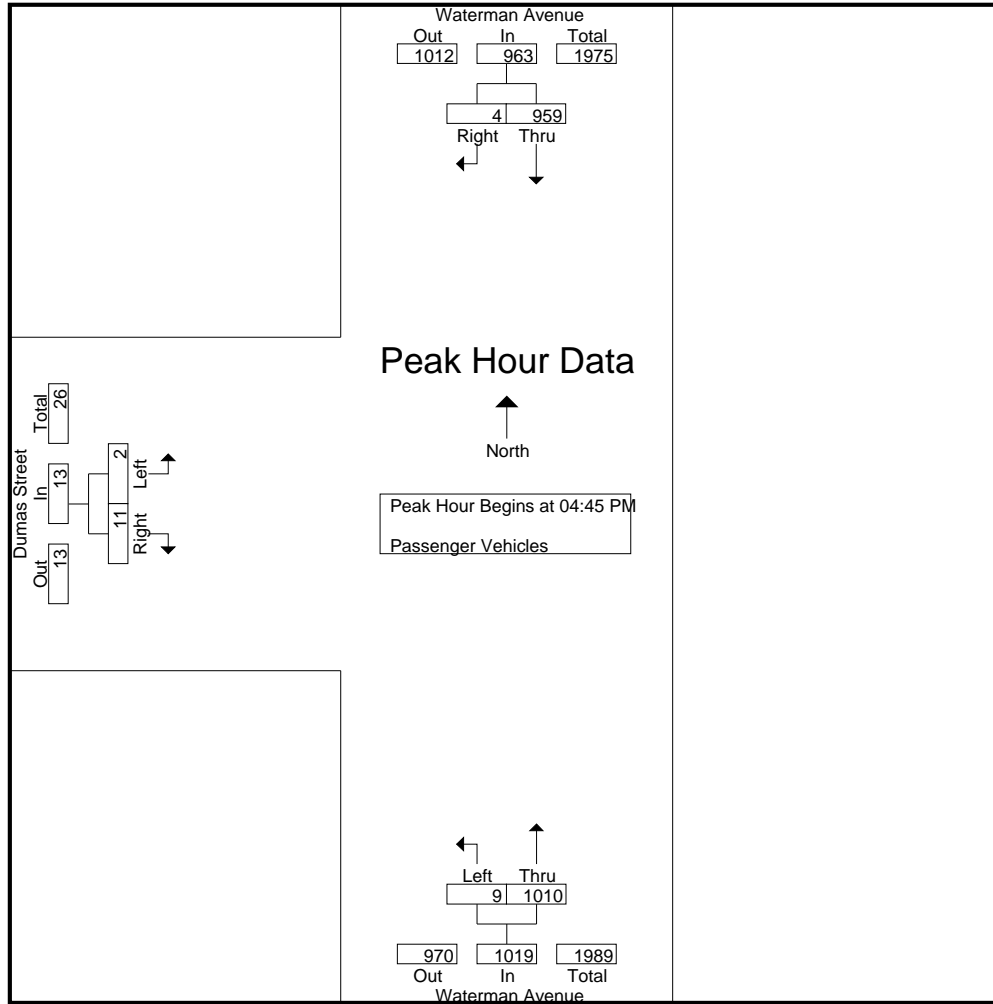 Waterman Avenue
Out In Total
1012 963 1975
4 959
Right Thru
Peak Hour Data
North
Peak Hour Begins at 04:45 PM
Passenger Vehicles
Dumas Street
Out In Total
13 13 26
Right Left
11 2
Left Thru
9 1010
970 1019 1989
Out In Total
Waterman Avenue